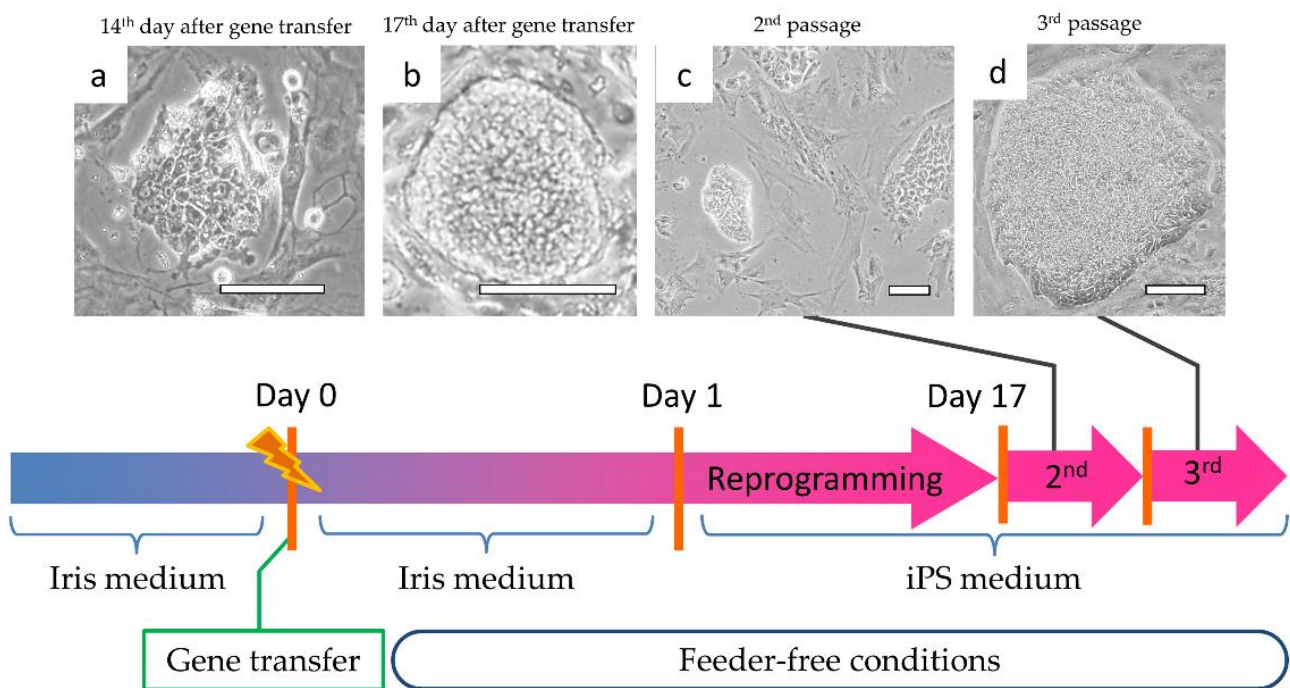 14th day after gene transfer
17th day after gene transfer
2nd passage
3rd passage
a
b
c
d
Day 0
Day 1
Day 17
Reprogramming
2nd
3rd
Iris medium
Iris medium
iPS medium
Gene transfer
Feeder-free conditions